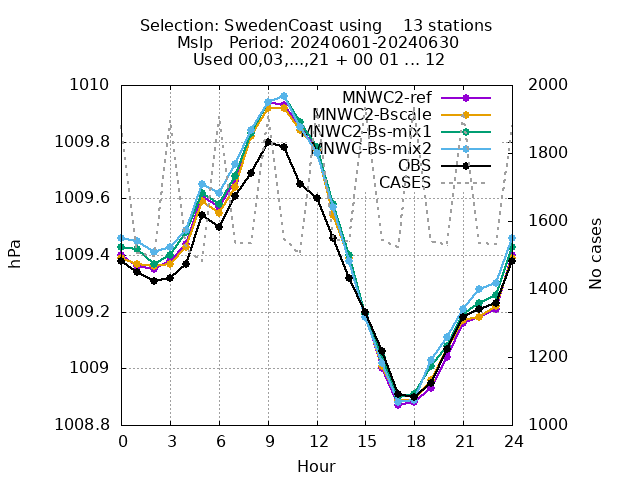 Selection: SwedenCoast using    13 stations
Mslp   Period: 20240601-20240630
Used 00,03,...,21 + 00 01 ... 12
1010
1009.8
1009.6
1009.4
1009.2
1009
1008.8
hPa
MNWC2-ref
MNWC2-Bscale
MNWC2-Bs-mix1
MNWC-Bs-mix2
OBS
CASES
2000
1800
1600
1400
1200
1000
No cases
0 3 6 9 12 15 18 21 24
Hour